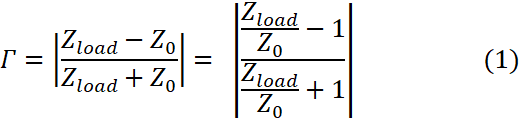 Γ = |(Z_load − Z_0)/(Z_load + Z_0)| = |(Z_load/Z_0 − 1)/(Z_load/Z_0 + 1)| (1)